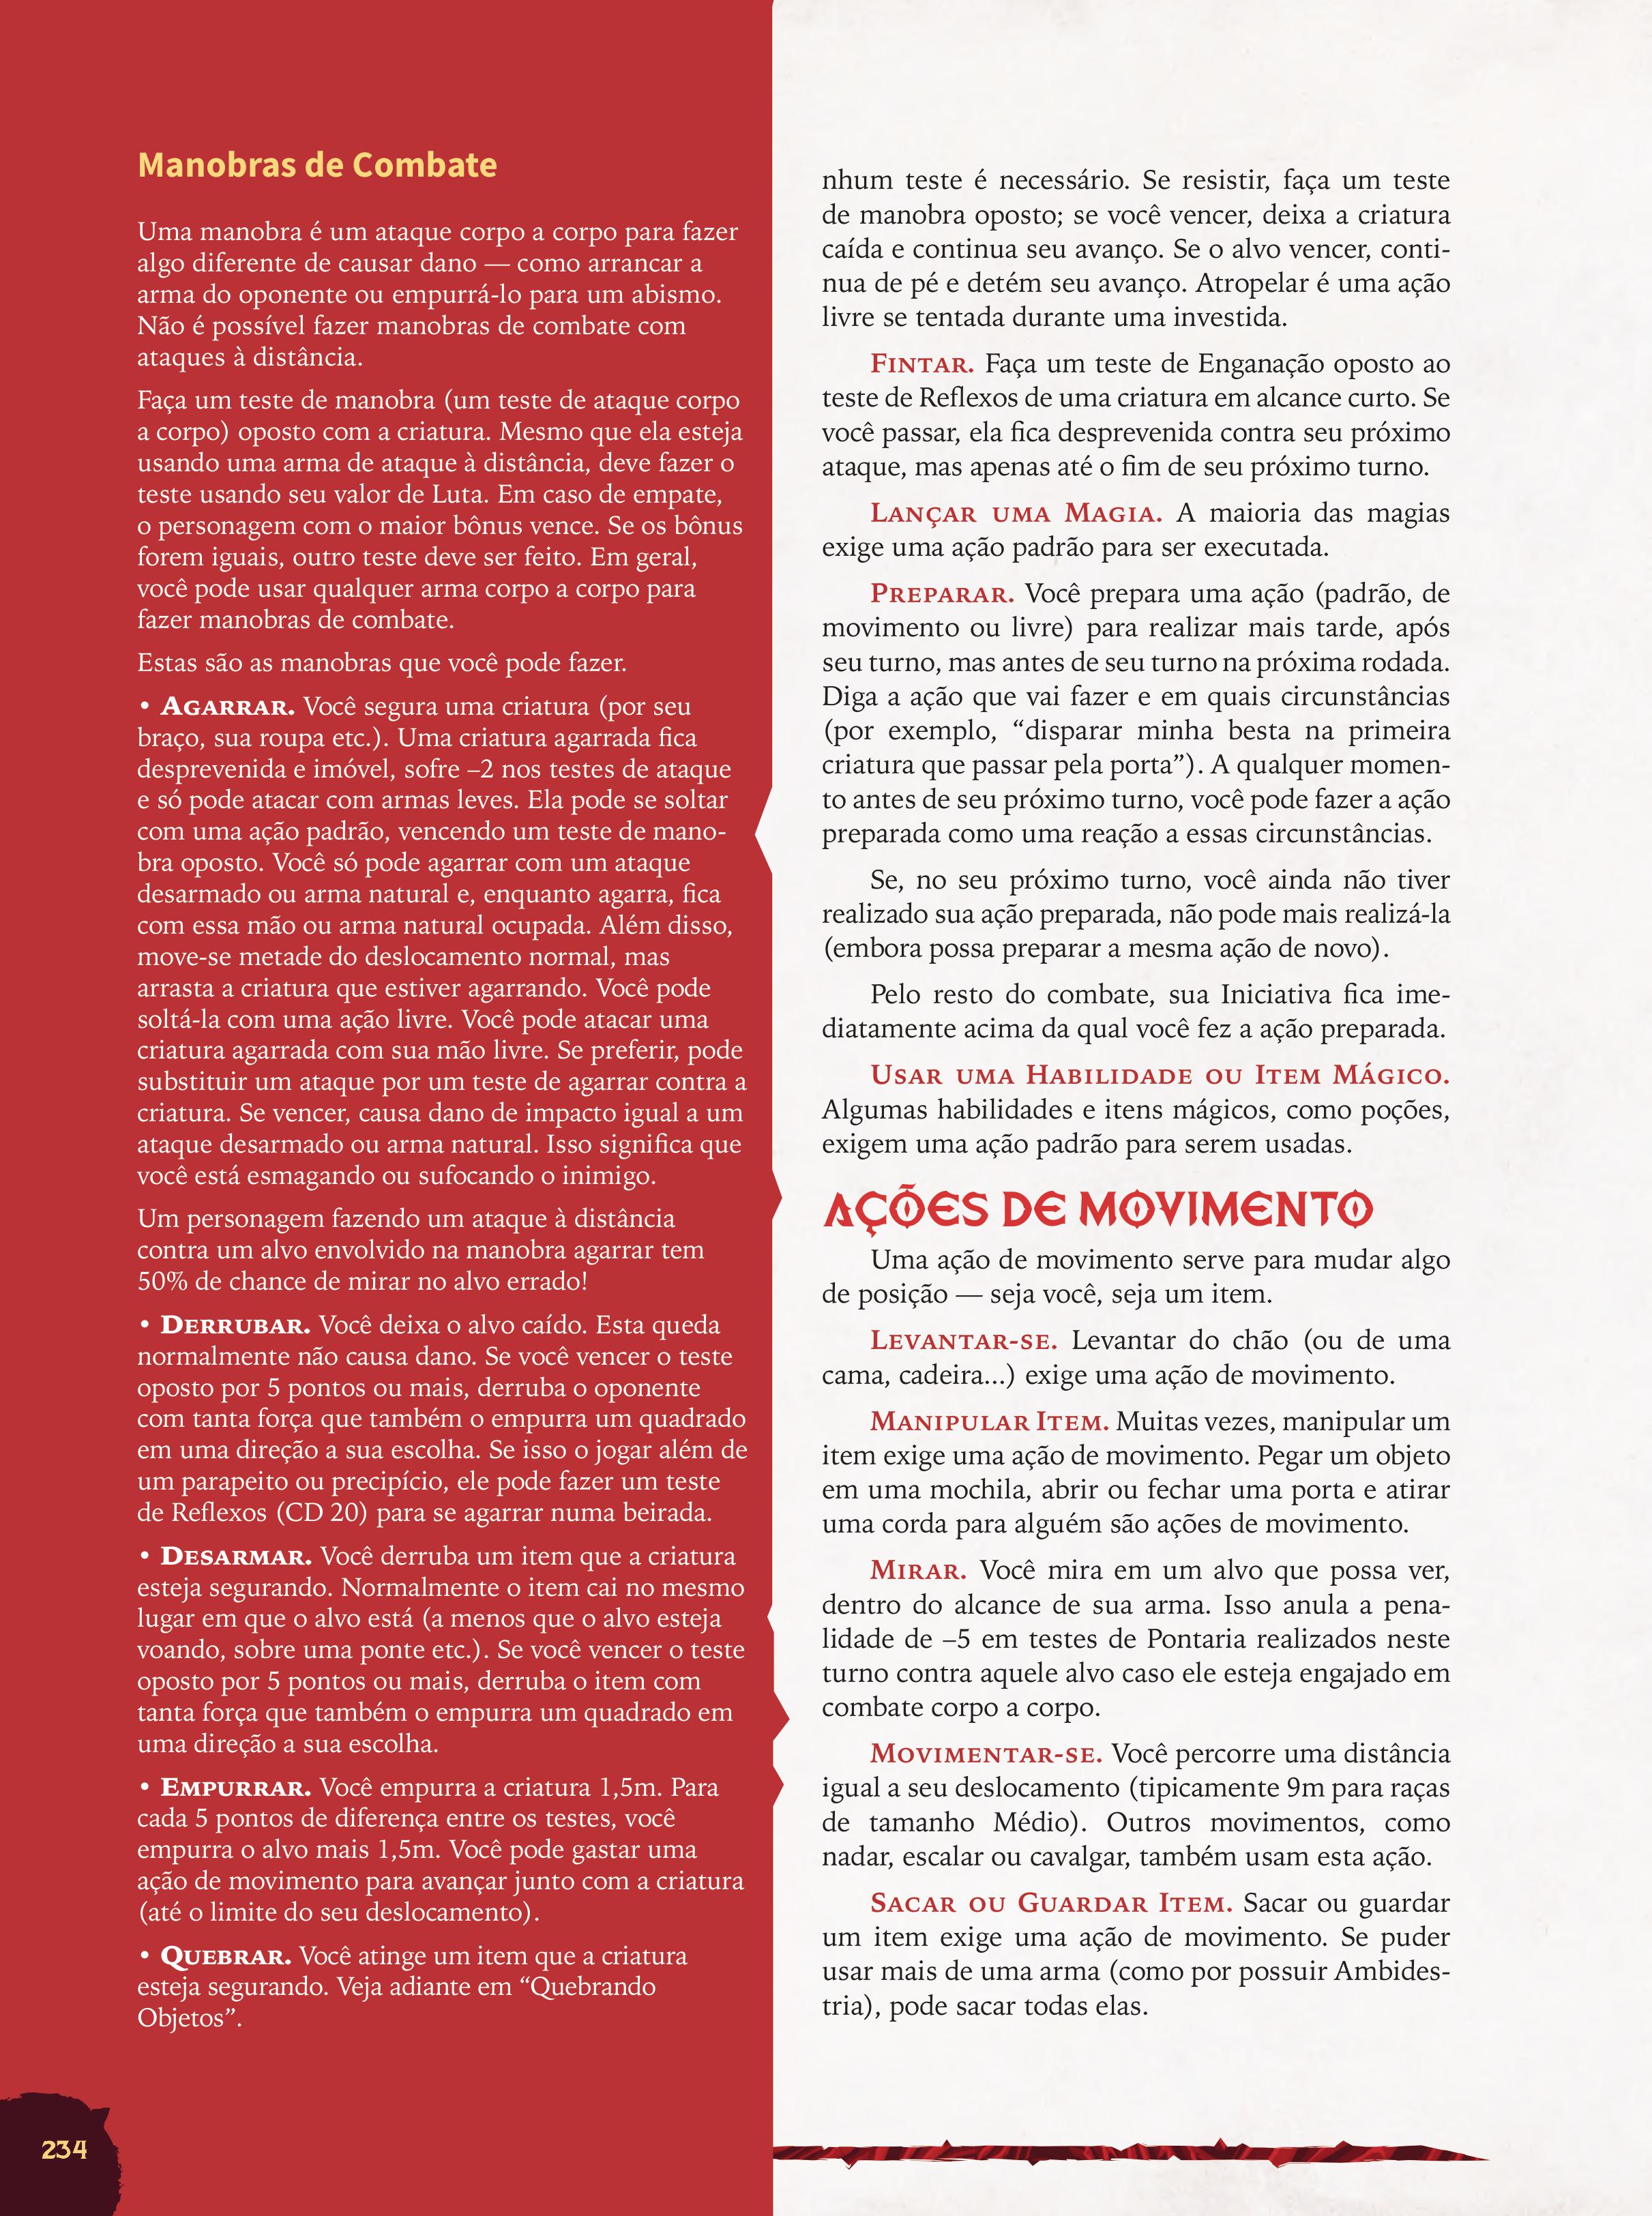 Manobras de Combate
Uma manobra é um ataque corpo a corpo para fazer
algo diferente de causar dano — como arrancar a
arma do oponente ou empurrá-lo para um abismo.
Não é possível fazer manobras de combate com
ataques à distância.
Faça um teste de manobra (um teste de ataque corpo
a corpo) oposto com a criatura. Mesmo que ela esteja
usando uma arma de ataque à distância, deve fazer o
teste usando seu valor de Luta. Em caso de empate,
o personagem com o maior bônus vence. Se os bônus
forem iguais, outro teste deve ser feito. Em geral,
você pode usar qualquer arma corpo a corpo para
fazer manobras de combate.
Estas são as manobras que você pode fazer.
• Agarrar. Você segura uma criatura (por seu
braço, sua roupa etc.). Uma criatura agarrada fica
desprevenida e imóvel, sofre –2 nos testes de ataque
e só pode atacar com armas leves. Ela pode se soltar
com uma ação padrão, vencendo um teste de mano-
bra oposto. Você só pode agarrar com um ataque
desarmado ou arma natural e, enquanto agarra, fica
com essa mão ou arma natural ocupada. Além disso,
move-se metade do deslocamento normal, mas
arrasta a criatura que estiver agarrando. Você pode
soltá-la com uma ação livre. Você pode atacar uma
criatura agarrada com sua mão livre. Se preferir, pode
substituir um ataque por um teste de agarrar contra a
criatura. Se vencer, causa dano de impacto igual a um
ataque desarmado ou arma natural. Isso significa que
você está esmagando ou sufocando o inimigo.
Um personagem fazendo um ataque à distância
contra um alvo envolvido na manobra agarrar tem
50% de chance de mirar no alvo errado!
• Derrubar. Você deixa o alvo caído. Esta queda
normalmente não causa dano. Se você vencer o teste
oposto por 5 pontos ou mais, derruba o oponente
com tanta força que também o empurra um quadrado
em uma direção a sua escolha. Se isso o jogar além de
um parapeito ou precipício, ele pode fazer um teste
de Reflexos (CD 20) para se agarrar numa beirada.
• Desarmar. Você derruba um item que a criatura
esteja segurando. Normalmente o item cai no mesmo
lugar em que o alvo está (a menos que o alvo esteja
voando, sobre uma ponte etc.). Se você vencer o teste
oposto por 5 pontos ou mais, derruba o item com
tanta força que também o empurra um quadrado em
uma direção a sua escolha.
• Empurrar. Você empurra a criatura 1,5m. Para
cada 5 pontos de diferença entre os testes, você
empurra o alvo mais 1,5m. Você pode gastar uma
ação de movimento para avançar junto com a criatura
(até o limite do seu deslocamento).
• Quebrar. Você atinge um item que a criatura
esteja segurando. Veja adiante em “Quebrando
Objetos”.
nhum teste é necessário. Se resistir, faça um teste
de manobra oposto; se você vencer, deixa a criatura
caída e continua seu avanço. Se o alvo vencer, conti-
nua de pé e detém seu avanço. Atropelar é uma ação
livre se tentada durante uma investida.
Fintar. Faça um teste de Enganação oposto ao
teste de Reflexos de uma criatura em alcance curto. Se
você passar, ela fica desprevenida contra seu próximo
ataque, mas apenas até o fim de seu próximo turno.
Lançar uma Magia. A maioria das magias
exige uma ação padrão para ser executada.
Preparar. Você prepara uma ação (padrão, de
movimento ou livre) para realizar mais tarde, após
seu turno, mas antes de seu turno na próxima rodada.
Diga a ação que vai fazer e em quais circunstâncias
(por exemplo, “disparar minha besta na primeira
criatura que passar pela porta”). A qualquer momen-
to antes de seu próximo turno, você pode fazer a ação
preparada como uma reação a essas circunstâncias.
Se, no seu próximo turno, você ainda não tiver
realizado sua ação preparada, não pode mais realizá-la
(embora possa preparar a mesma ação de novo).
Pelo resto do combate, sua Iniciativa fica ime-
diatamente acima da qual você fez a ação preparada.
Usar uma Habilidade ou Item Mágico.
Algumas habilidades e itens mágicos, como poções,
exigem uma ação padrão para serem usadas.
AÇÕES DE MOVIMENTO
Uma ação de movimento serve para mudar algo
de posição — seja você, seja um item.
Levantar-se. Levantar do chão (ou de uma
cama, cadeira...) exige uma ação de movimento.
Manipular Item. Muitas vezes, manipular um
item exige uma ação de movimento. Pegar um objeto
em uma mochila, abrir ou fechar uma porta e atirar
uma corda para alguém são ações de movimento.
Mirar. Você mira em um alvo que possa ver,
dentro do alcance de sua arma. Isso anula a pena-
lidade de –5 em testes de Pontaria realizados neste
turno contra aquele alvo caso ele esteja engajado em
combate corpo a corpo.
Movimentar-se. Você percorre uma distância
igual a seu deslocamento (tipicamente 9m para raças
de tamanho Médio). Outros movimentos, como
nadar, escalar ou cavalgar, também usam esta ação.
Sacar ou Guardar Item. Sacar ou guardar
um item exige uma ação de movimento. Se puder
usar mais de uma arma (como por possuir Ambides-
tria), pode sacar todas elas.
234